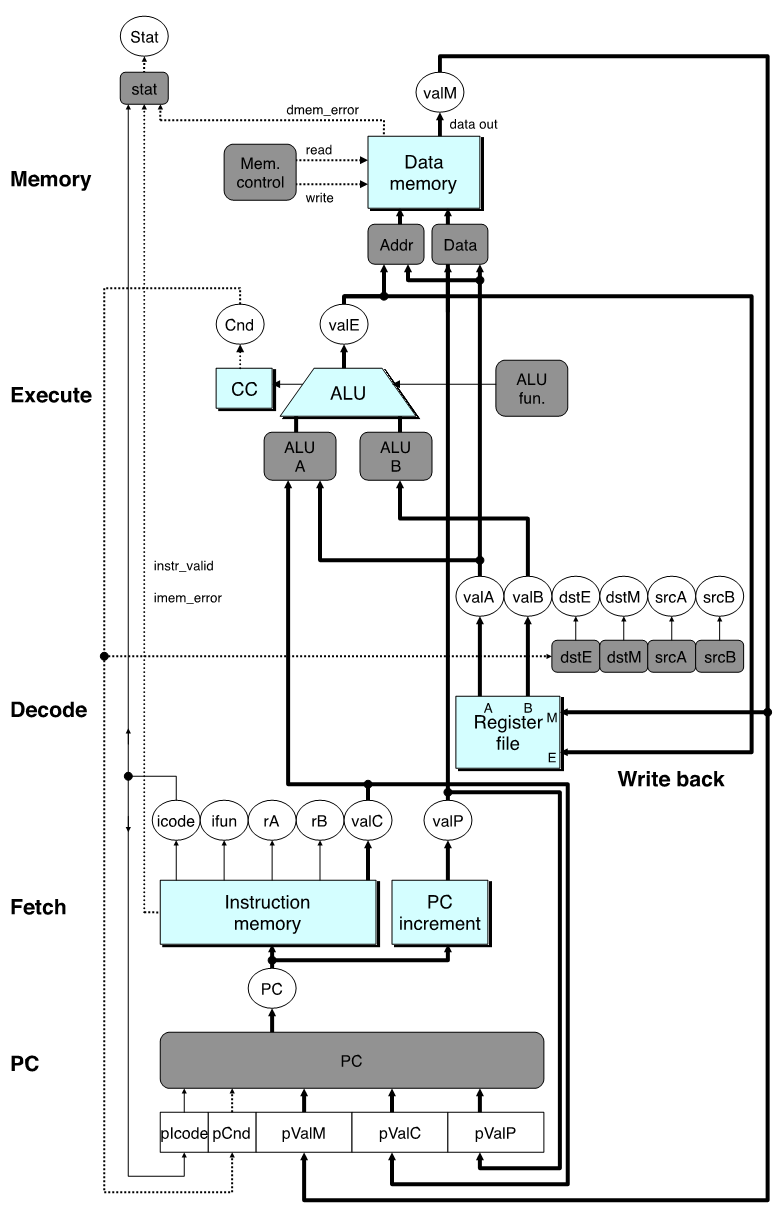 Stat
stat
valM
dmem_error
data out
Memory
Mem.
control
read
write
Data
memory
Addr
Data
Cnd
valE
Execute
CC
ALU
ALU
fun.
ALU
A
ALU
B
instr_valid
imem_error
valA
valB
dstE
dstM
srcA
srcB
dstE
dstM
srcA
srcB
Decode
A
B
M
Register
file
E
Write back
icode
ifun
rA
rB
valC
valP
Fetch
Instruction
memory
PC
increment
PC
PC
PC
pIcode
pCnd
pValM
pValC
pValP